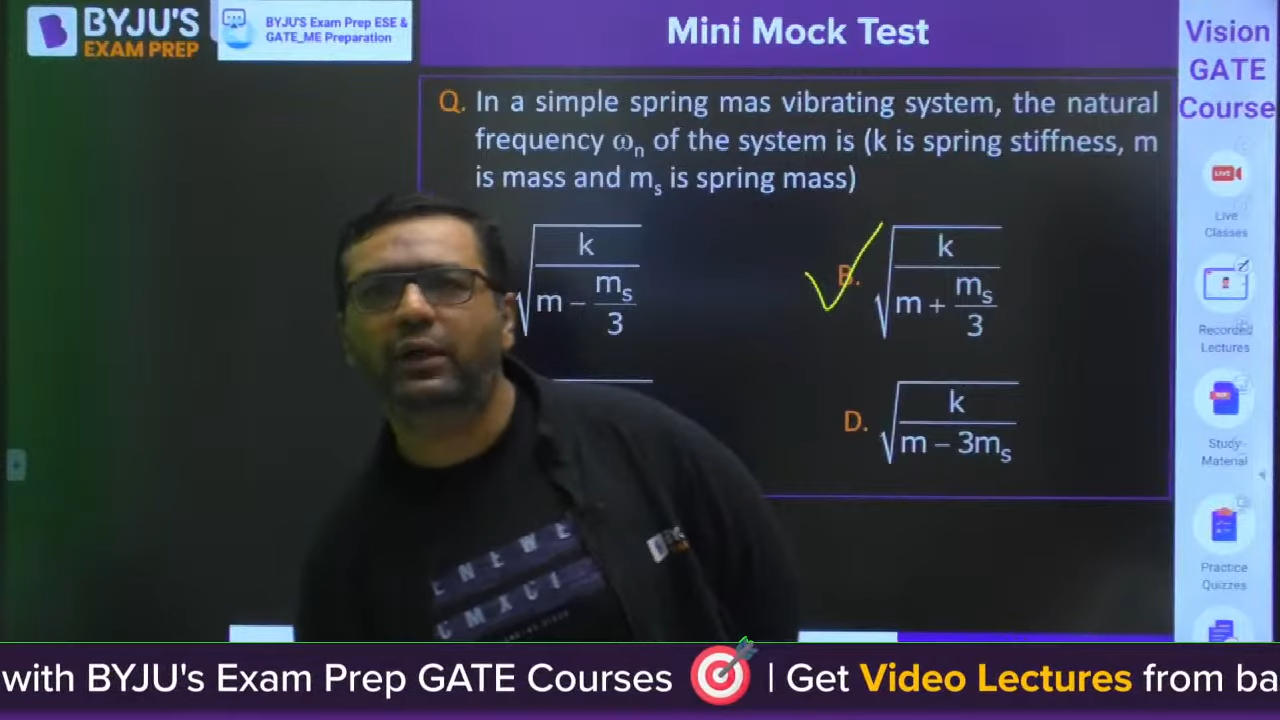 BYJU'S
EXAM PREP
BYJU'S Exam Prep ESE &
GATE_ME Preparation
Mini Mock Test
Vision
GATE
Course
Q. In a simple spring mas vibrating system, the natural
frequency ωₙ of the system is (k is spring stiffness, m
is mass and mₛ is spring mass)
√(k/(m − mₛ/3))
B. √(k/(m + mₛ/3))
D. √(k/(m − 3mₛ))
LIVE
Live
Classes
Recorded
Lectures
Study
Material
Practice
Quizzes
with BYJU's Exam Prep GATE Courses | Get Video Lectures from ba